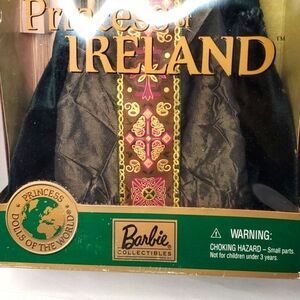 Princess of
IRELAND™
PRINCESS
DOLLS OF THE WORLD®
Barbie
COLLECTIBLES
⚠ WARNING:
CHOKING HAZARD – Small parts
Not for children under 3 years.